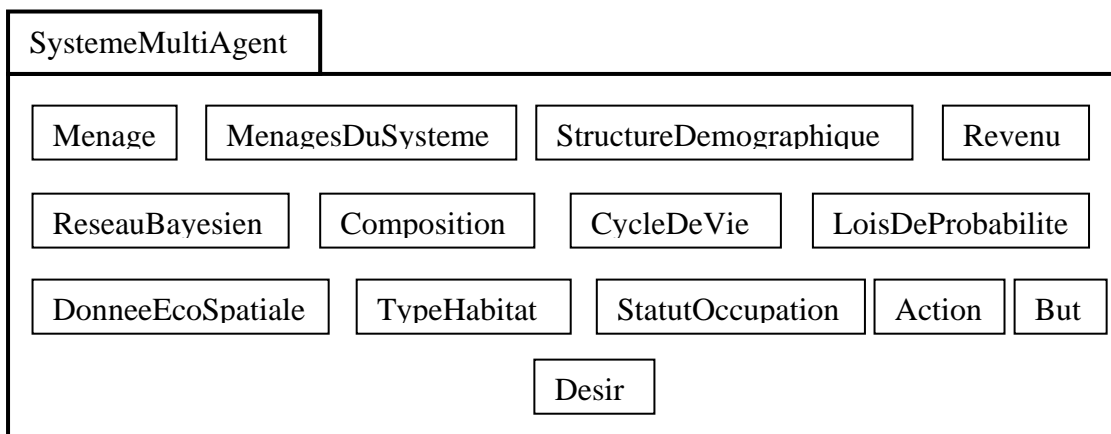 SystemeMultiAgent
Menage MenagesDuSysteme StructureDemographique Revenu
ReseauBayesien Composition CycleDeVie LoisDeProbabilite
DonneeEcoSpatiale TypeHabitat StatutOccupation Action But
Desir